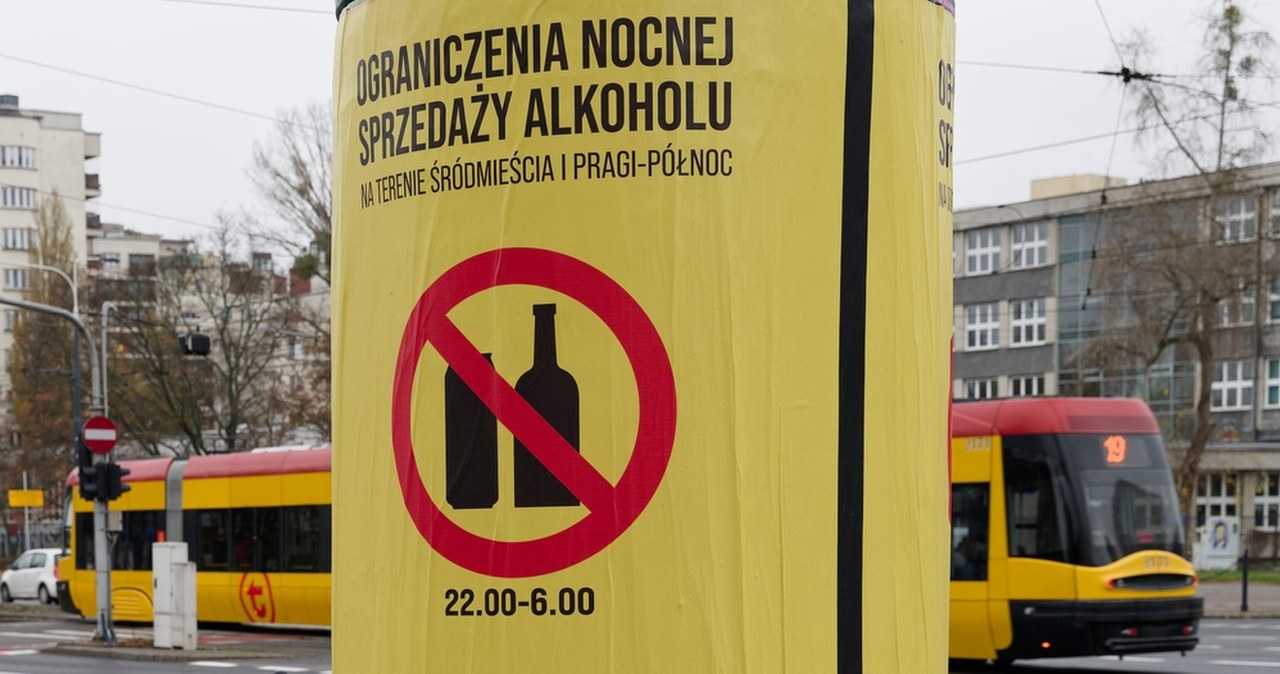 OGRANICZENIA NOCNEJ
SPRZEDAŻY ALKOHOLU
NA TERENIE ŚRÓDMIEŚCIA I PRAGI-PÓŁNOC
22.00-6.00
19
t